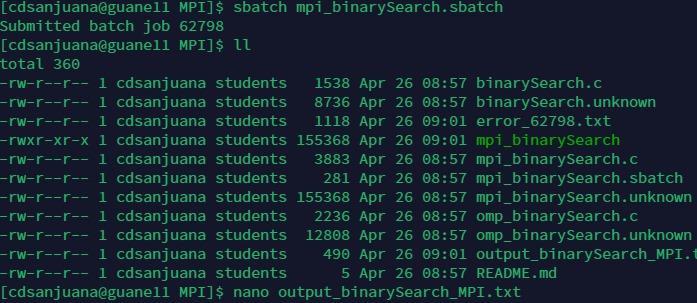 [cdsanjuana@guane11 MPI]$ sbatch mpi_binarySearch.sbatch
Submitted batch job 62798
[cdsanjuana@guane11 MPI]$ ll
total 360
-rw-r--r-- 1 cdsanjuana students   1538 Apr 26 08:57 binarySearch.c
-rw-r--r-- 1 cdsanjuana students   8736 Apr 26 08:57 binarySearch.unknown
-rw-r--r-- 1 cdsanjuana students   1118 Apr 26 09:01 error_62798.txt
-rwxr-xr-x 1 cdsanjuana students 155368 Apr 26 09:01 mpi_binarySearch
-rw-r--r-- 1 cdsanjuana students   3883 Apr 26 08:57 mpi_binarySearch.c
-rw-r--r-- 1 cdsanjuana students    281 Apr 26 08:57 mpi_binarySearch.sbatch
-rw-r--r-- 1 cdsanjuana students 155368 Apr 26 08:57 mpi_binarySearch.unknown
-rw-r--r-- 1 cdsanjuana students   2236 Apr 26 08:57 omp_binarySearch.c
-rw-r--r-- 1 cdsanjuana students  12808 Apr 26 08:57 omp_binarySearch.unknown
-rw-r--r-- 1 cdsanjuana students    490 Apr 26 09:01 output_binarySearch_MPI.t
-rw-r--r-- 1 cdsanjuana students      5 Apr 26 08:57 README.md
[cdsanjuana@guane11 MPI]$ nano output_binarySearch_MPI.txt